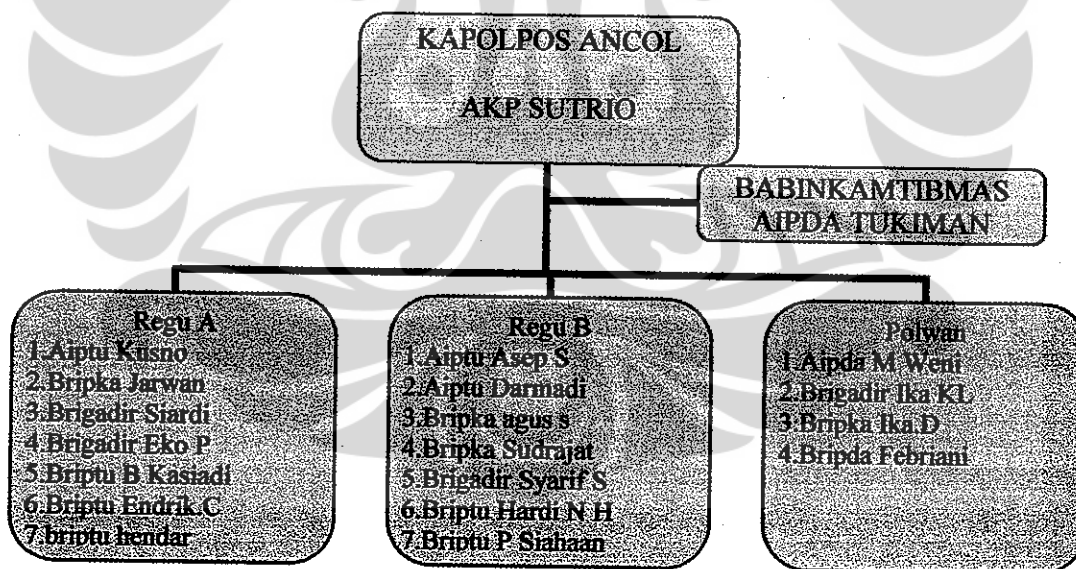 KAPOLPOS ANCOL
AKP SUTRIO
BABINKAMTIBMAS
AIPDA TUKIMAN
Regu A
1.Aiptu Kusno
2.Bripka Jarwan
3.Brigadir Siardi
4.Brigadir Eko P
5.Briptu B Kasiadi
6.Briptu Endrik.C
7.briptu hendar
Regu B
1.Aiptu Asep S
2.Aiptu Darmadi
3.Bripka agus s
4.Bripka Sudrajat
5.Brigadir Syarif S
6.Briptu Hardi N H
7.Briptu P Siahaan
Polwan
1.Aipda M Weni
2.Brigadir Ika KL
3.Bripka Ika.D
4.Bripda Febriani